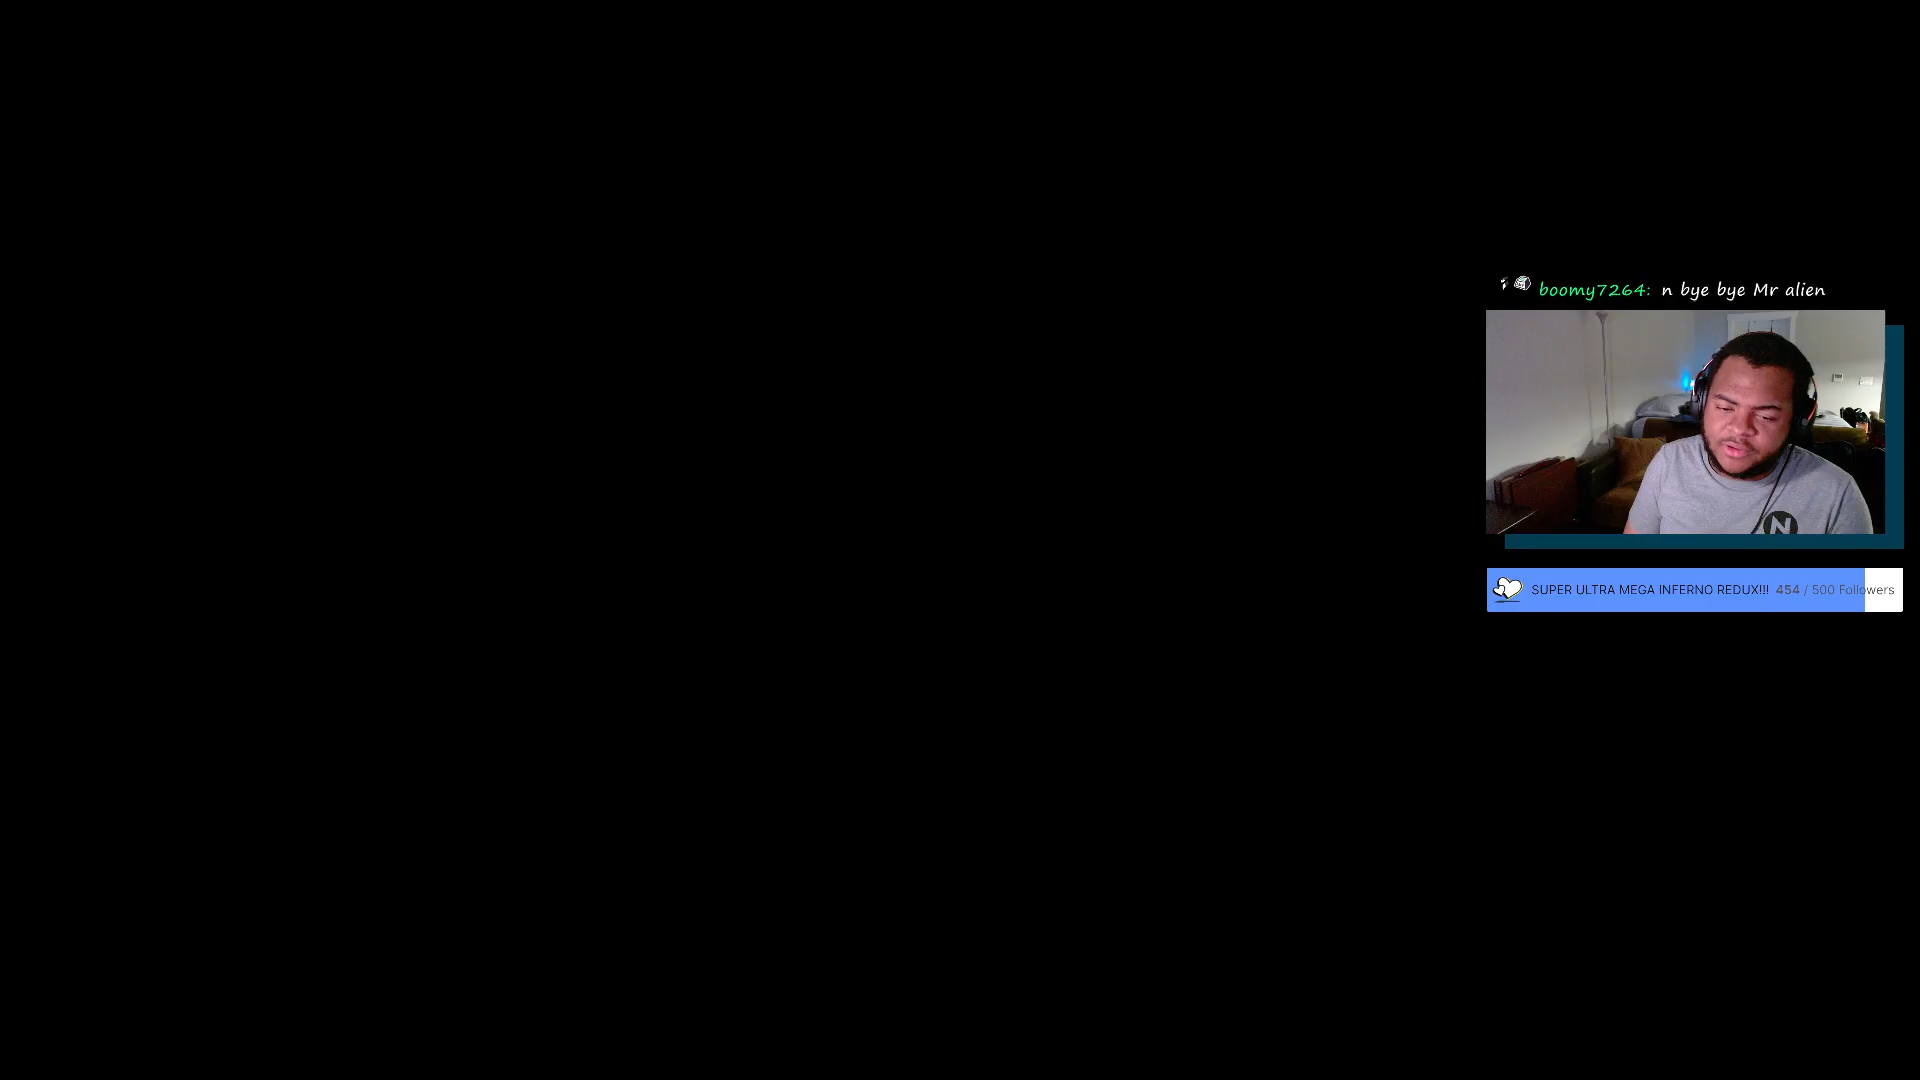 boomy7264: n bye bye Mr alien
N
SUPER ULTRA MEGA INFERNO REDUX!!! 454 / 500 Followers